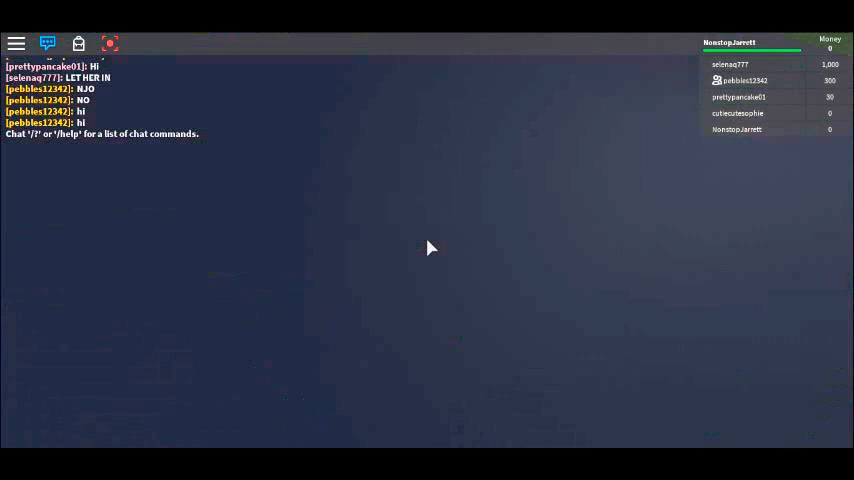 NonstopJarrett
Money
0
[prettypancake01]: Hi
[selenaq777]: LET HER IN
[pebbles12342]: NJO
[pebbles12342]: NO
[pebbles12342]: hi
[pebbles12342]: hi
Chat '/?' or '/help' for a list of chat commands.
selenaq777 1,000
pebbles12342 300
prettypancake01 30
cutiecutesophie 0
NonstopJarrett 0